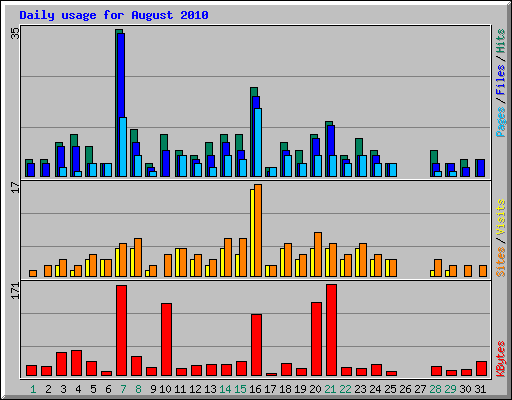 Daily usage for August 2010
35
Pages / Files / Hits
17
Sites / Visits
171
KBytes
1 2 3 4 5 6 7 8 9 10 11 12 13 14 15 16 17 18 19 20 21 22 23 24 25 26 27 28 29 30 31